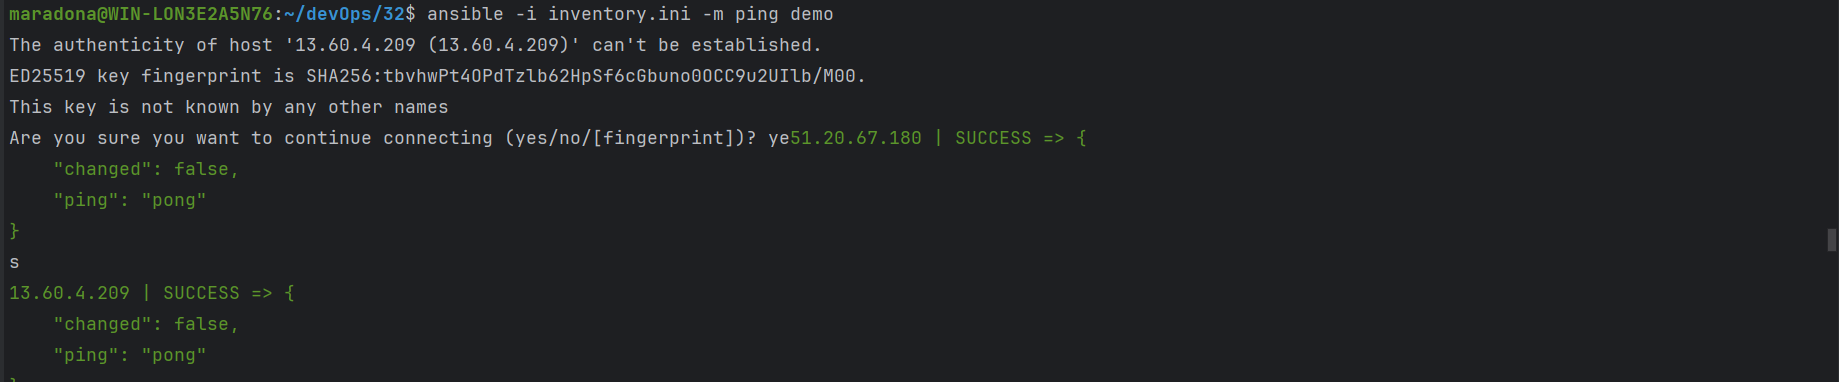 maradona@WIN-LON3E2A5N76:~/devOps/32$ ansible -i inventory.ini -m ping demo
The authenticity of host '13.60.4.209 (13.60.4.209)' can't be established.
ED25519 key fingerprint is SHA256:tbvhwPt4OPdTzlb62HpSf6cGbuno0OCC9u2UIlb/M00.
This key is not known by any other names
Are you sure you want to continue connecting (yes/no/[fingerprint])? ye51.20.67.180 | SUCCESS => {
    "changed": false,
    "ping": "pong"
}
s
13.60.4.209 | SUCCESS => {
    "changed": false,
    "ping": "pong"
}